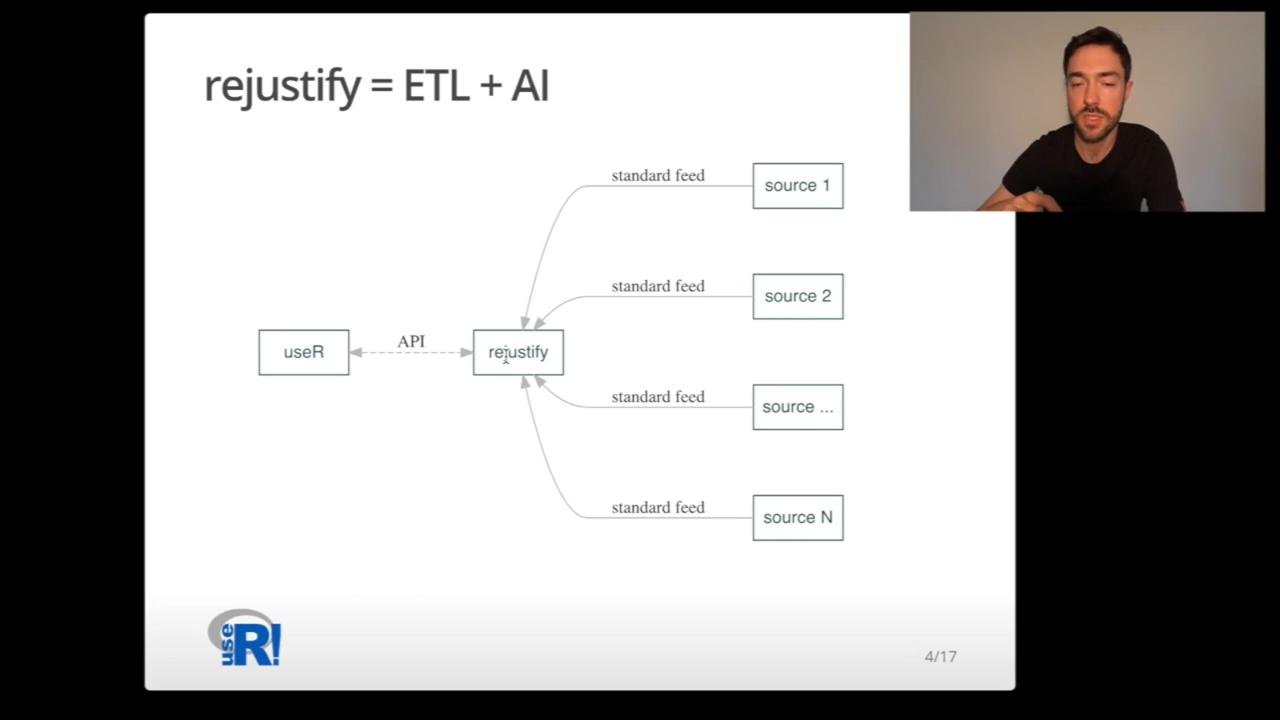 rejustify = ETL + AI
standard feed
source 1
standard feed
source 2
useR
API
rejustify
standard feed
source ...
standard feed
source N
use
R!
4/17